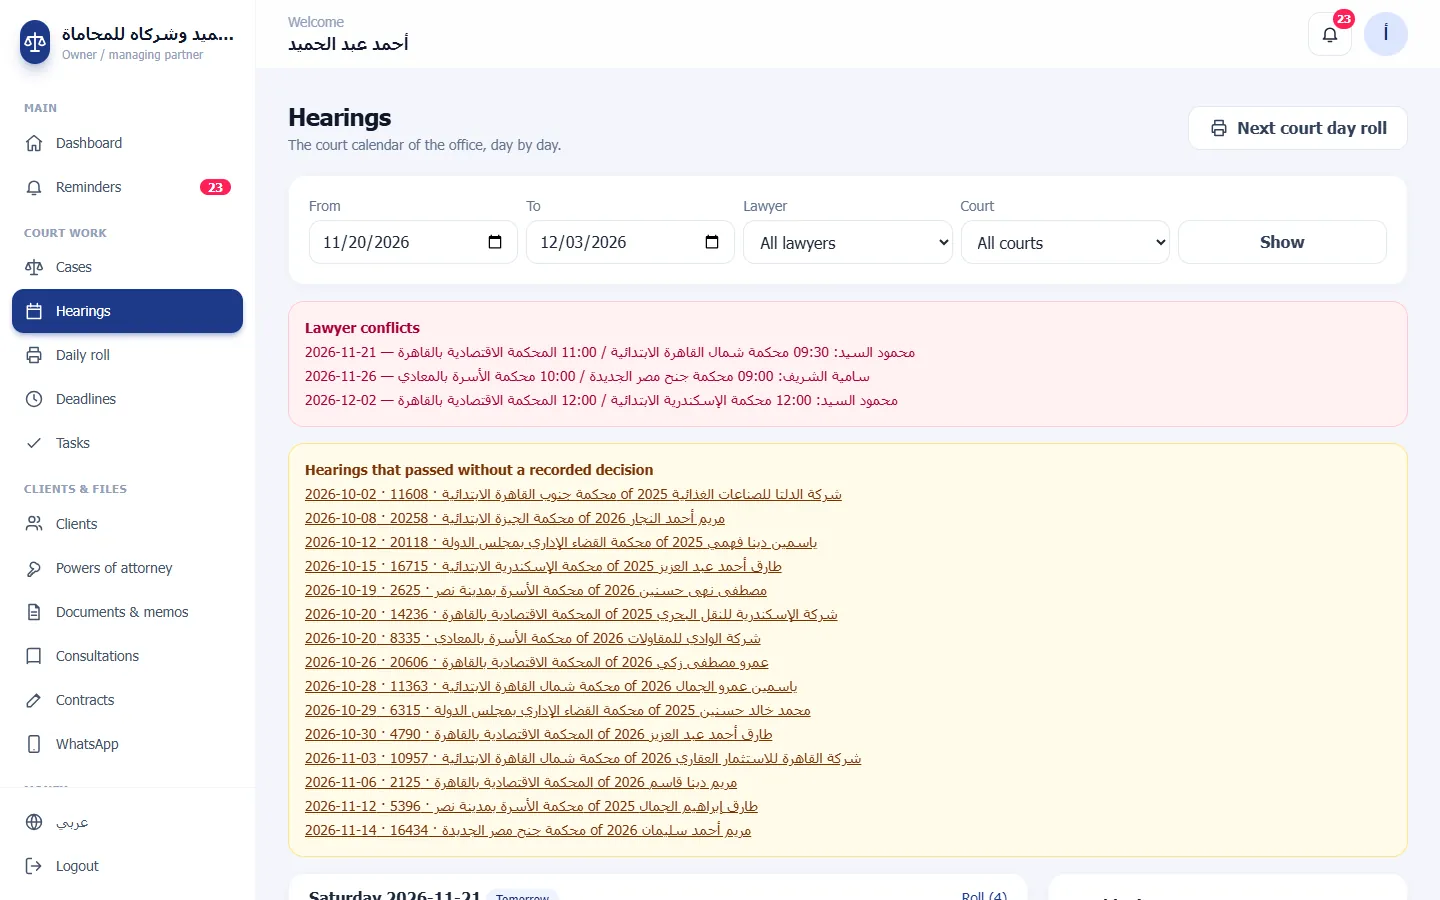 ميد وشركاه للمحاماة...
Owner / managing partner
MAIN
Dashboard
Reminders 23
COURT WORK
Cases
Hearings
Daily roll
Deadlines
Tasks
CLIENTS & FILES
Clients
Powers of attorney
Documents & memos
Consultations
Contracts
WhatsApp
عربي
Logout
Welcome
أحمد عبد الحميد
23
أ
Hearings
The court calendar of the office, day by day.
Next court day roll
From To Lawyer Court
11/20/2026 12/03/2026 All lawyers All courts Show
Lawyer conflicts
2026-11-21 — محمود السيد: 09:30 محكمة شمال القاهرة الابتدائية / 11:00 المحكمة الاقتصادية بالقاهرة
2026-11-26 — سامية الشريف: 09:00 محكمة جنح مصر الجديدة / 10:00 محكمة الأسرة بالمعادي
2026-12-02 — محمود السيد: 12:00 محكمة الإسكندرية الابتدائية / 12:00 المحكمة الاقتصادية بالقاهرة
Hearings that passed without a recorded decision
2026-10-02 · 11608 of 2025 محكمة جنوب القاهرة الابتدائية · شركة الدلتا للصناعات الغذائية
2026-10-08 · 20258 of 2026 محكمة الجيزة الابتدائية · مريم أحمد النجار
2026-10-12 · 20118 of 2025 محكمة القضاء الإداري بمجلس الدولة · ياسمين دينا فهمي
2026-10-15 · 16715 of 2025 محكمة الإسكندرية الابتدائية · طارق أحمد عبد العزيز
2026-10-19 · 2625 of 2026 محكمة الأسرة بمدينة نصر · مصطفى نهى حسنين
2026-10-20 · 14236 of 2025 المحكمة الاقتصادية بالقاهرة · شركة الإسكندرية للنقل البحري
2026-10-20 · 8335 of 2026 محكمة الأسرة بالمعادي · شركة الوادي للمقاولات
2026-10-26 · 20606 of 2026 المحكمة الاقتصادية بالقاهرة · عمرو مصطفى زكي
2026-10-28 · 11363 of 2026 محكمة شمال القاهرة الابتدائية · ياسمين عمرو الجمال
2026-10-29 · 6315 of 2025 محكمة القضاء الإداري بمجلس الدولة · محمد خالد حسنين
2026-10-30 · 4790 of 2026 المحكمة الاقتصادية بالقاهرة · طارق أحمد عبد العزيز
2026-11-03 · 10957 of 2026 محكمة شمال القاهرة الابتدائية · شركة القاهرة للاستثمار العقاري
2026-11-06 · 2125 of 2026 المحكمة الاقتصادية بالقاهرة · مريم دينا قاسم
2026-11-12 · 5396 of 2025 محكمة الأسرة بمدينة نصر · طارق إبراهيم الجمال
2026-11-14 · 16434 of 2026 محكمة جنح مصر الجديدة · مريم أحمد سليمان
Saturday 2026-11-21 Tomorrow Roll (4)